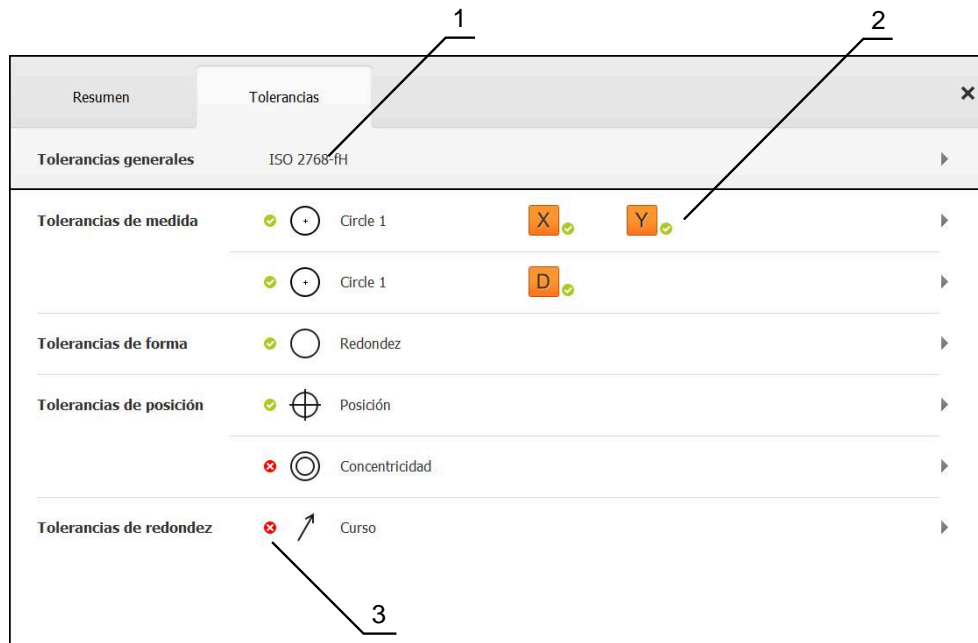 1 2
Resumen Tolerancias
Tolerancias generales ISO 2768-fH
Tolerancias de medida Circle 1 X Y
Circle 1 D
Tolerancias de forma Redondez
Tolerancias de posición Posición
Concentricidad
Tolerancias de redondez Curso
3